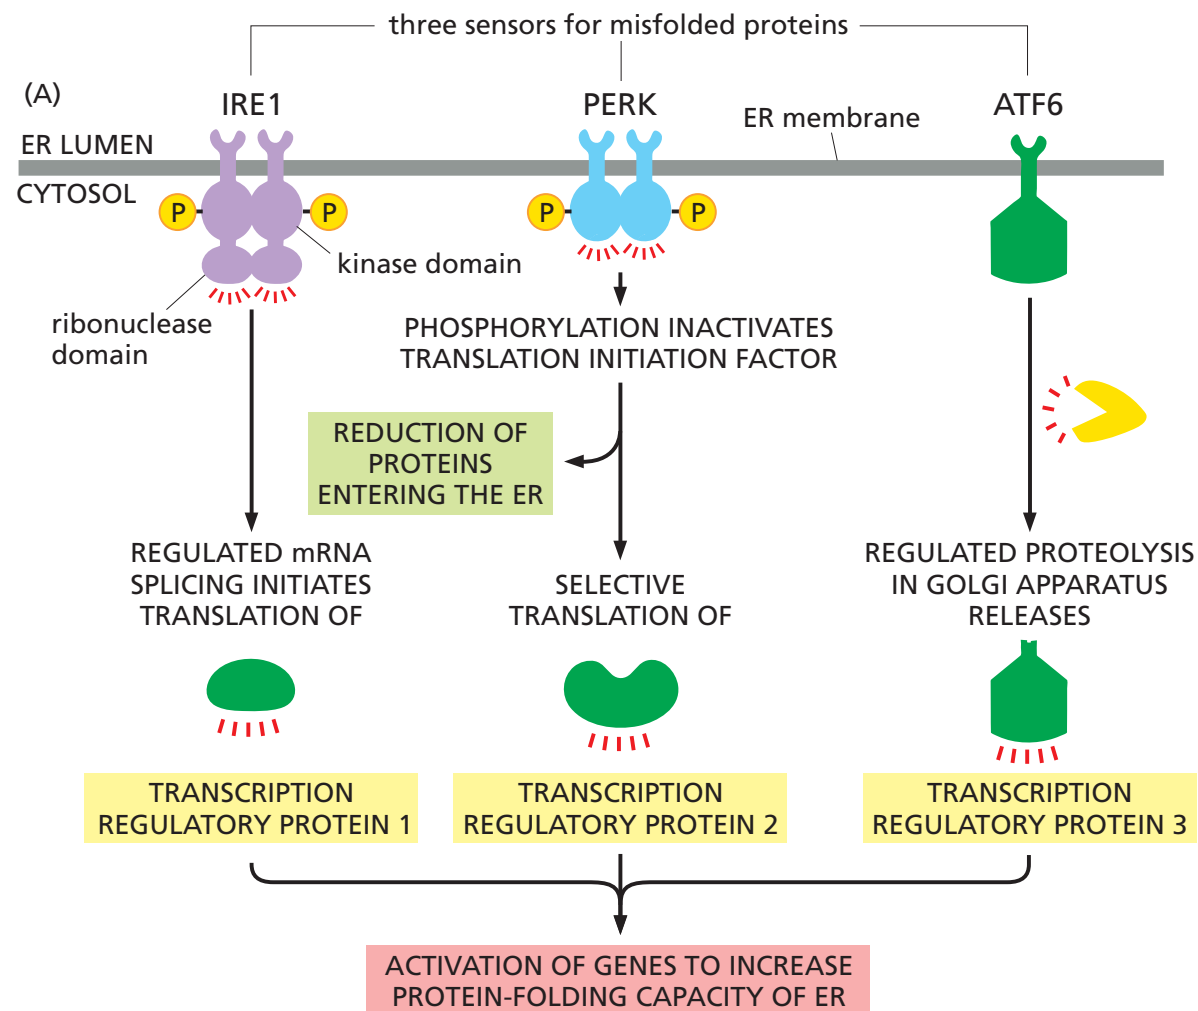 three sensors for misfolded proteins
(A)
IRE1
PERK
ATF6
ER membrane
ER LUMEN
CYTOSOL
P
P
P
P
kinase domain
ribonuclease
domain
PHOSPHORYLATION INACTIVATES
TRANSLATION INITIATION FACTOR
REDUCTION OF
PROTEINS
ENTERING THE ER
REGULATED mRNA
SPLICING INITIATES
TRANSLATION OF
SELECTIVE
TRANSLATION OF
REGULATED PROTEOLYSIS
IN GOLGI APPARATUS
RELEASES
TRANSCRIPTION
REGULATORY PROTEIN 1
TRANSCRIPTION
REGULATORY PROTEIN 2
TRANSCRIPTION
REGULATORY PROTEIN 3
ACTIVATION OF GENES TO INCREASE
PROTEIN-FOLDING CAPACITY OF ER